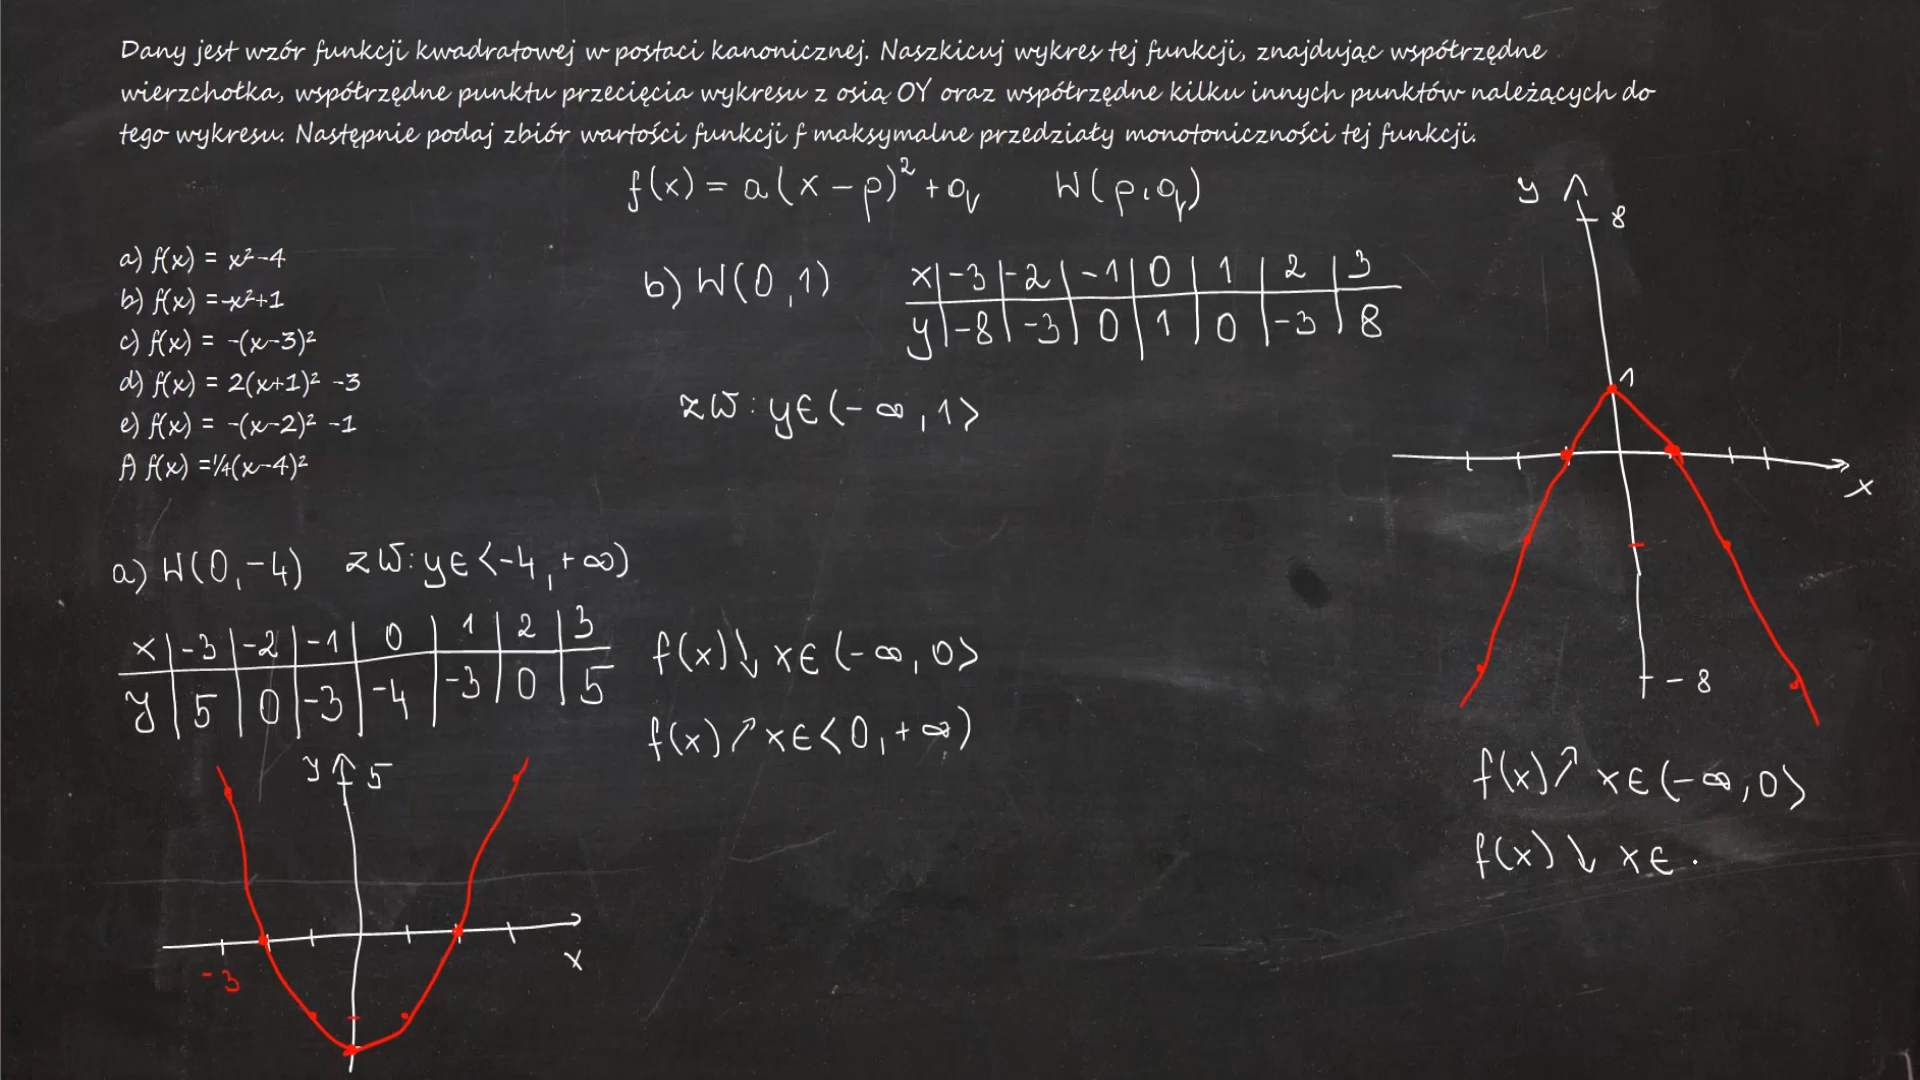 Dany jest wzór funkcji kwadratowej w postaci kanonicznej. Naszkicuj wykres tej funkcji, znajdując współrzędne
wierzchołka, współrzędne punktu przecięcia wykresu z osią OY oraz współrzędne kilku innych punktów należących do
tego wykresu. Następnie podaj zbiór wartości funkcji f maksymalne przedziały monotoniczności tej funkcji.
f(x) = a(x-p)² + q W(p,q)
a) f(x) = x²-4
b) f(x) =-x²+1
c) f(x) = -(x-3)²
d) f(x) = 2(x+1)² -3
e) f(x) = -(x-2)² -1
f) f(x) =¼(x-4)²
a) W(0,-4) ZW: y∈<-4,+∞)
x | -3 | -2 | -1 | 0 | 1 | 2 | 3
y | 5 | 0 | -3 | -4 | -3 | 0 | 5
f(x)↘ x∈(-∞,0>
f(x)↗ x∈<0,+∞)
y 5
-3
x
b) W(0,1)
x | -3 | -2 | -1 | 0 | 1 | 2 | 3
y | -8 | -3 | 0 | 1 | 0 | -3 | 8
ZW: y∈(-∞,1>
y 8
1
x
-8
f(x)↗ x∈(-∞,0>
f(x)↘ x∈.